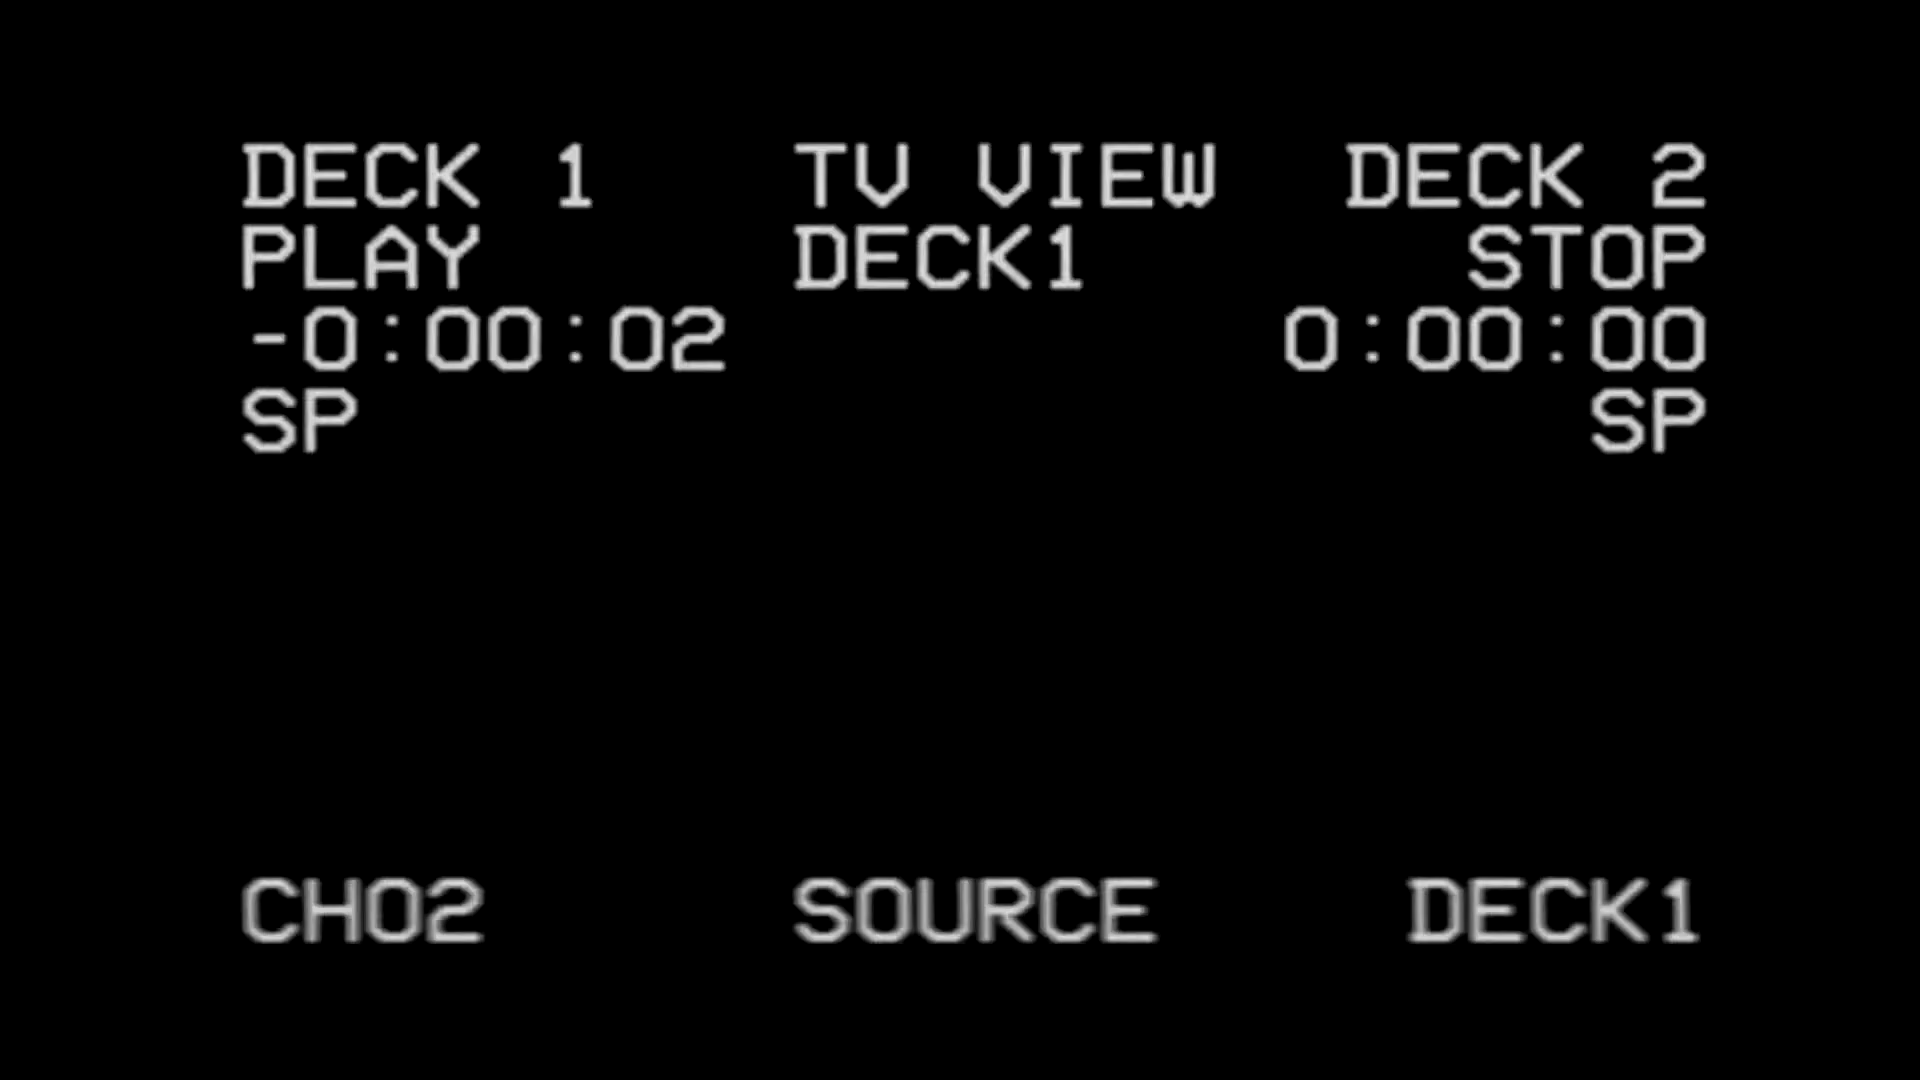 DECK 1 TV VIEW DECK 2
PLAY DECK1 STOP
-0:00:02 0:00:00
SP SP
CH02 SOURCE DECK1